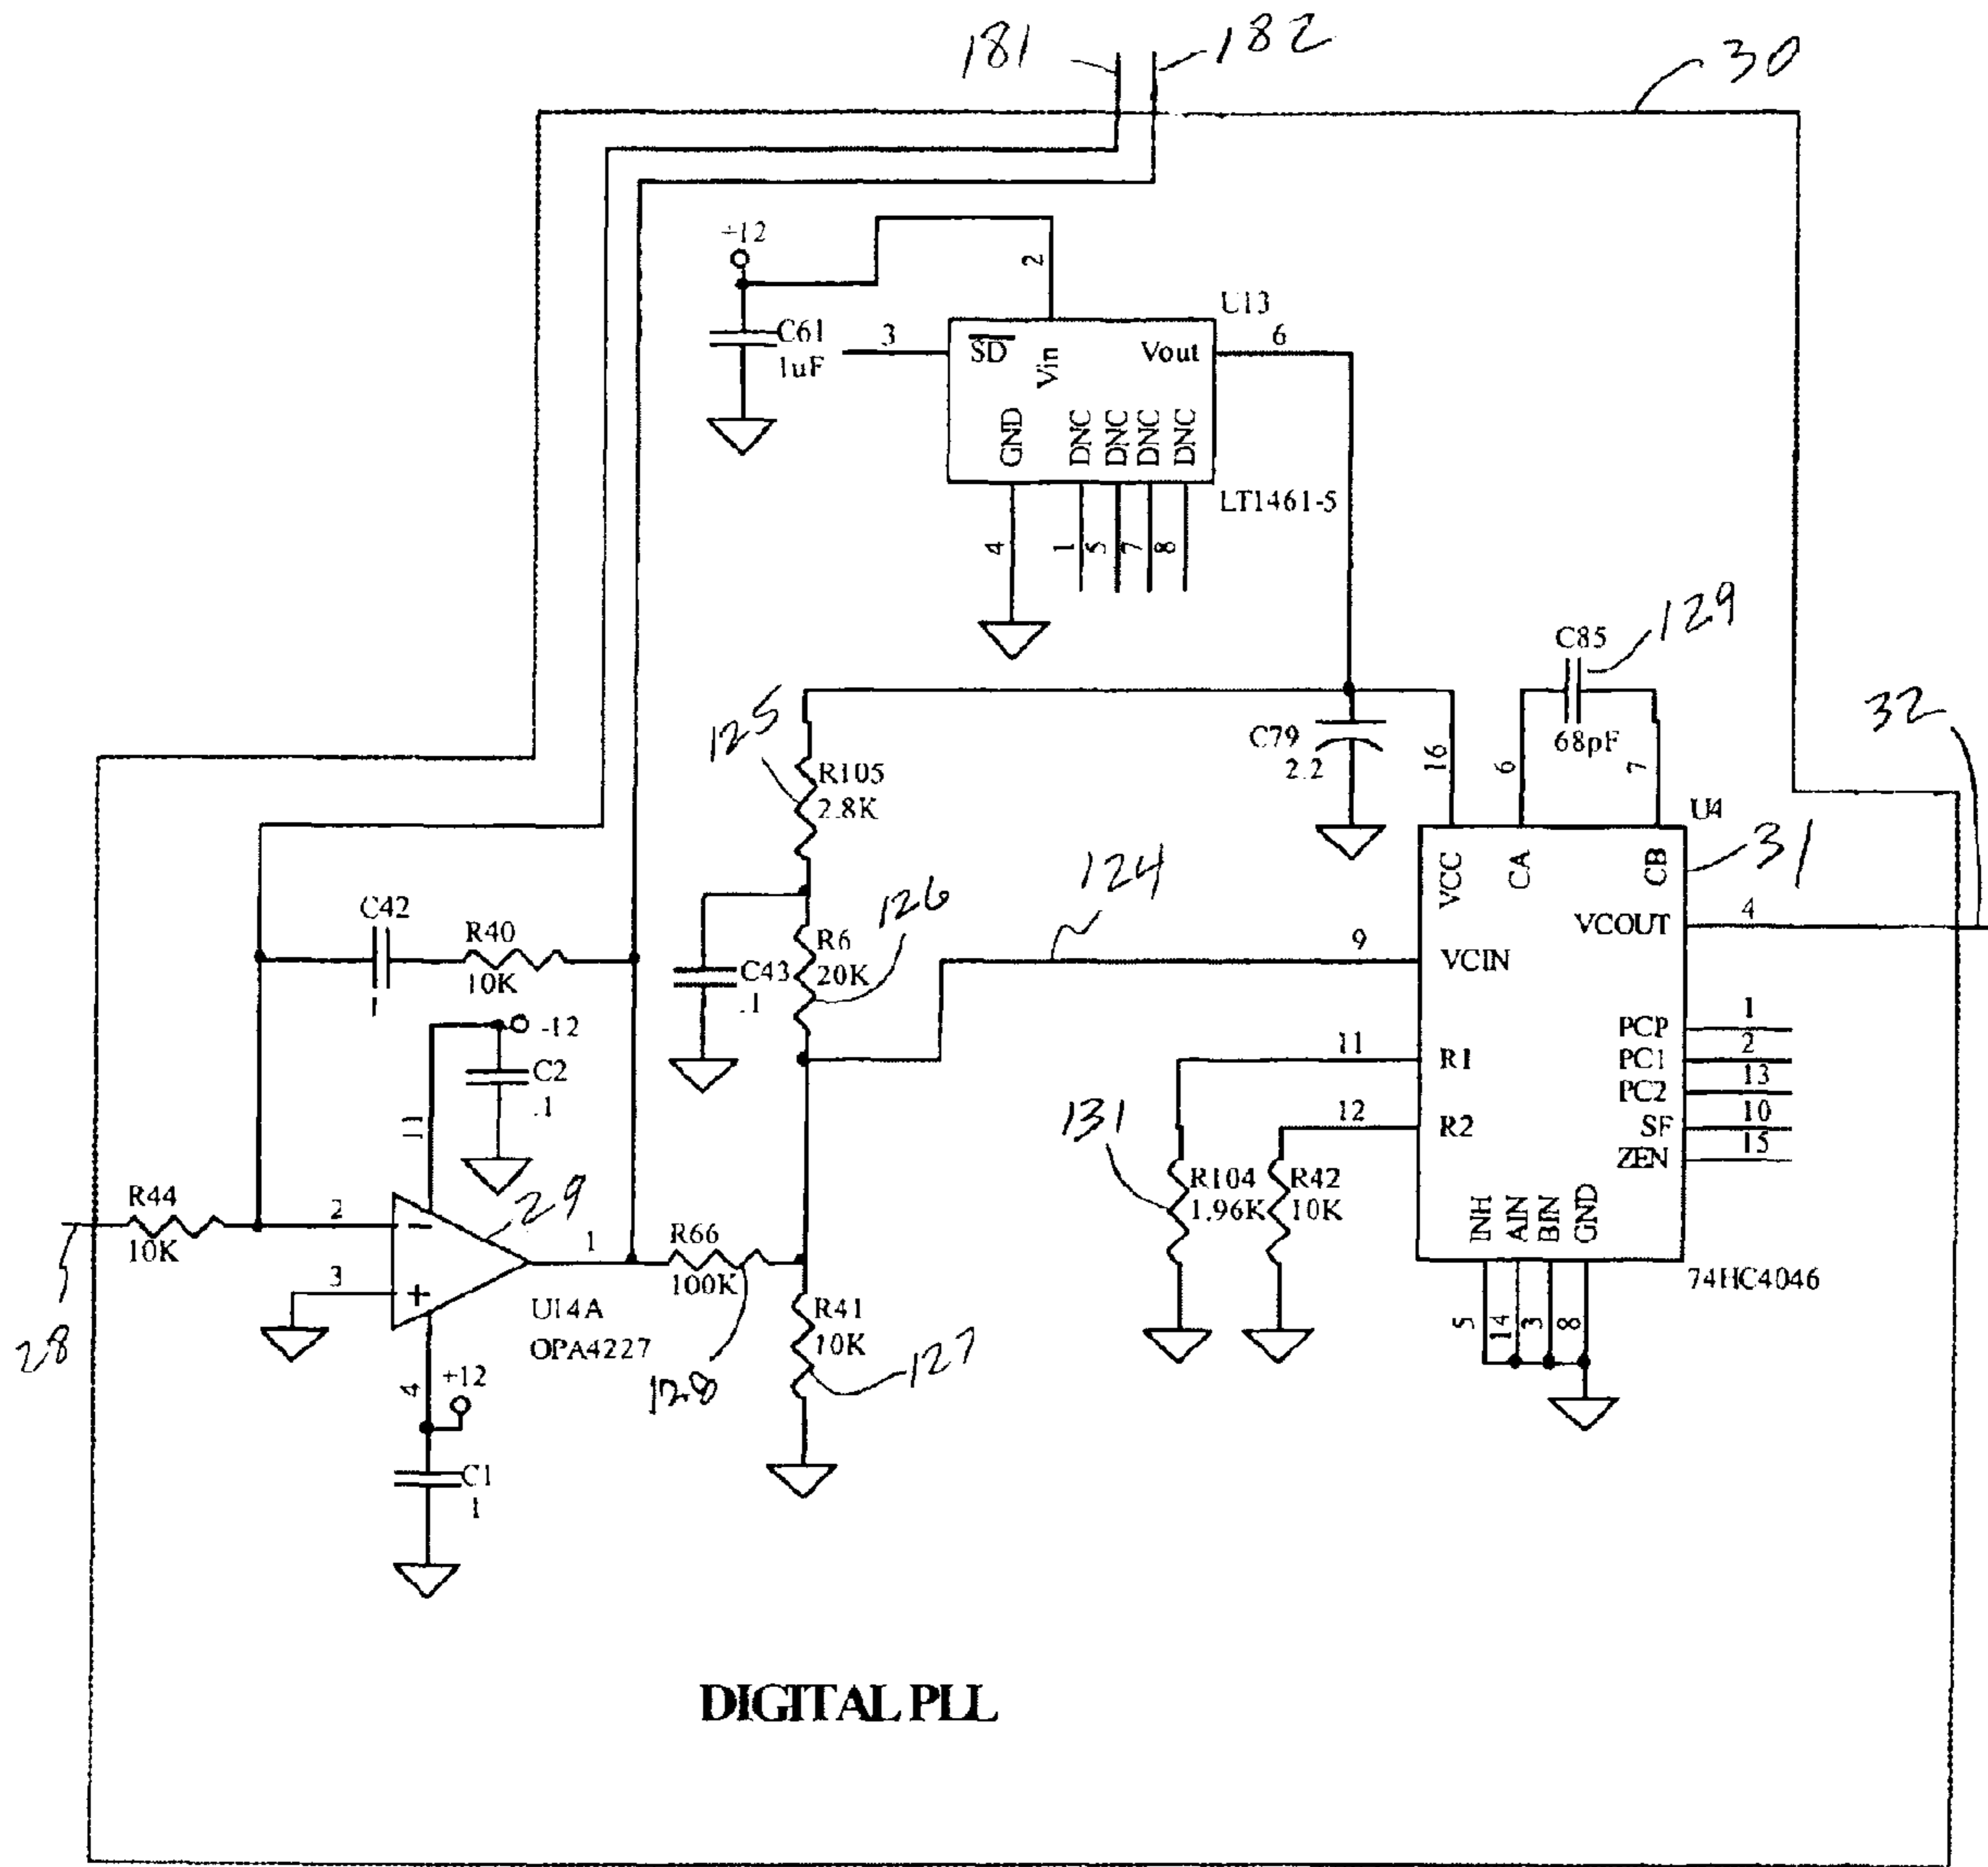 181
182
30
+12
2
U13
C61
1uF
3
SD
Vin
Vout
6
GND
DNC
DNC
DNC
DNC
LT1461-5
4
1
5
7
8
129
C85
68pF
32
125
R105
2.8K
C79
2.2
16
6
7
U4
31
VCC
CA
CB
124
126
C42
R40
10K
C43
.1
R6
20K
9
VCIN
VCOUT
4
-12
C2
.1
11
11
R1
PCP
1
PC1
2
PC2
13
12
R2
SF
10
ZEN
15
131
R104
1.96K
R42
10K
INH
AIN
BIN
GND
74HC4046
5
14
3
8
R44
10K
2
29
1
R66
100K
3
+
U14A
OPA4227
R41
10K
28
128
127
4
+12
C1
DIGITAL PLL